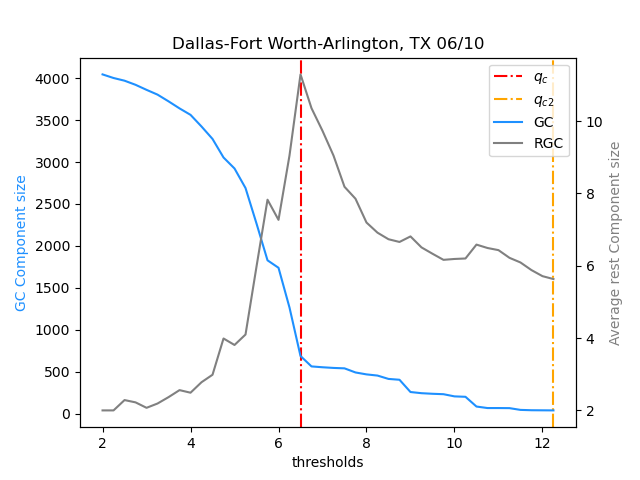 Dallas-Fort Worth-Arlington, TX 06/10
4000
3500
3000
2500
2000
1500
1000
500
0
GC Component size
2
4
6
8
10
12
thresholds
10
8
6
4
2
Average rest Component size
q_c
q_{c2}
GC
RGC